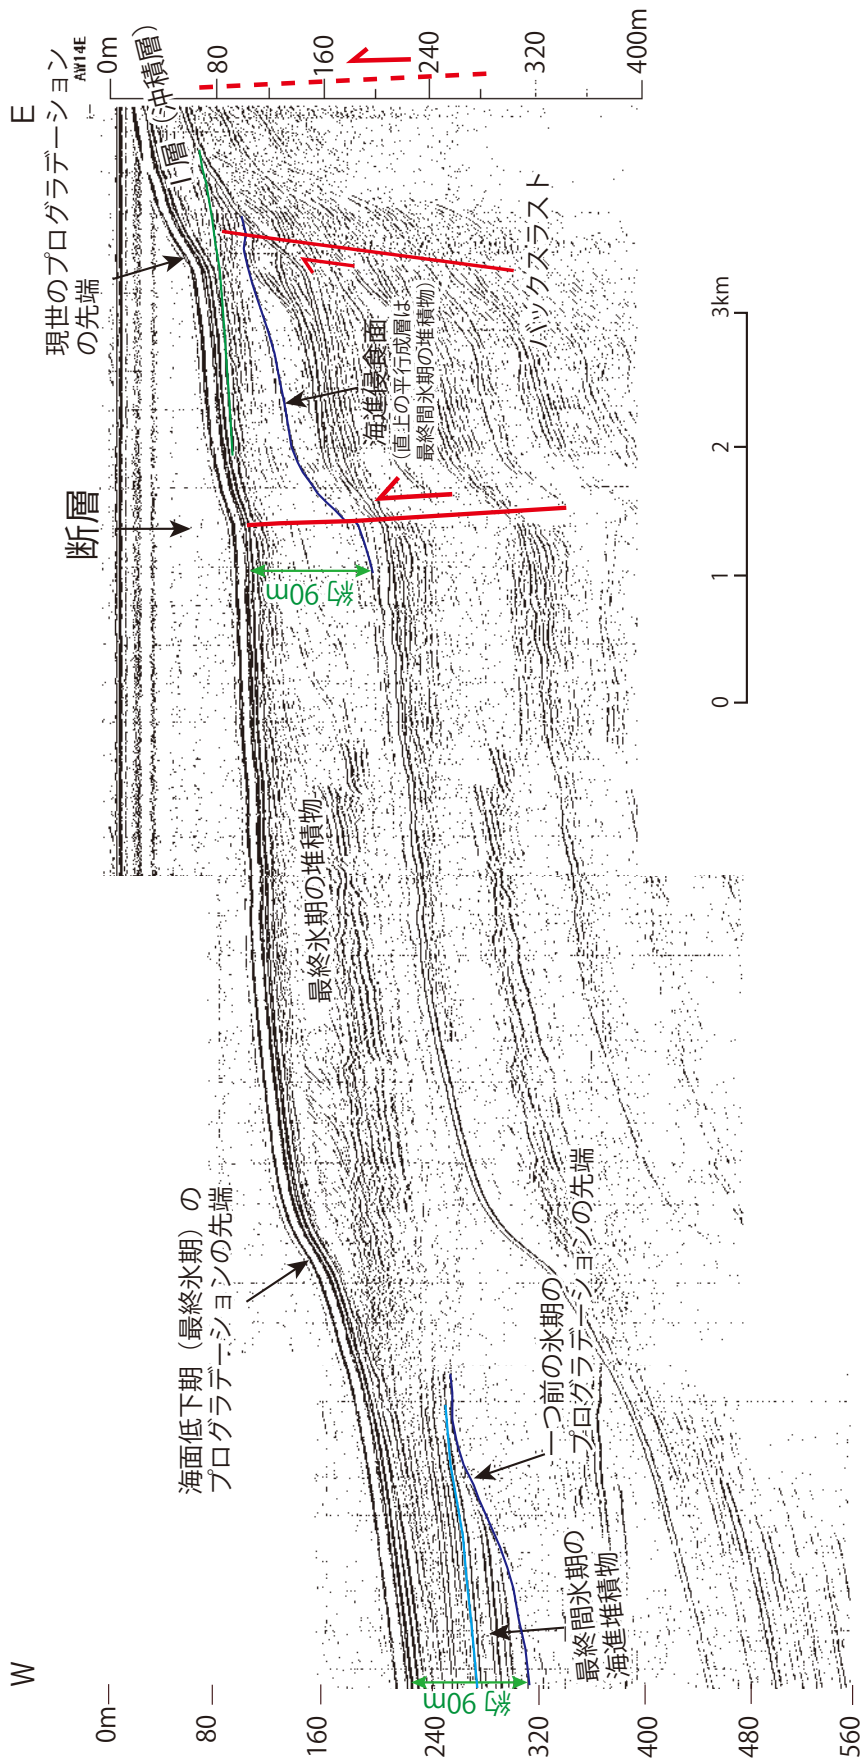 W
E
AW14E
現世のプログラデーション
の先端
断層
海面低下期（最終氷期）の
プログラデーションの先端
Ⅰ層（沖積層）
海進侵食面
(直上の平行成層は
最終間氷期の堆積物)
バックスラスト
最終氷期の堆積物
一つ前の氷期の
プログラデーションの先端
最終間氷期の
海進堆積物
約 90m
約 90m
0m
80
160
240
320
400
480
560
0m
80
160
240
320
400m
0
1
2
3km